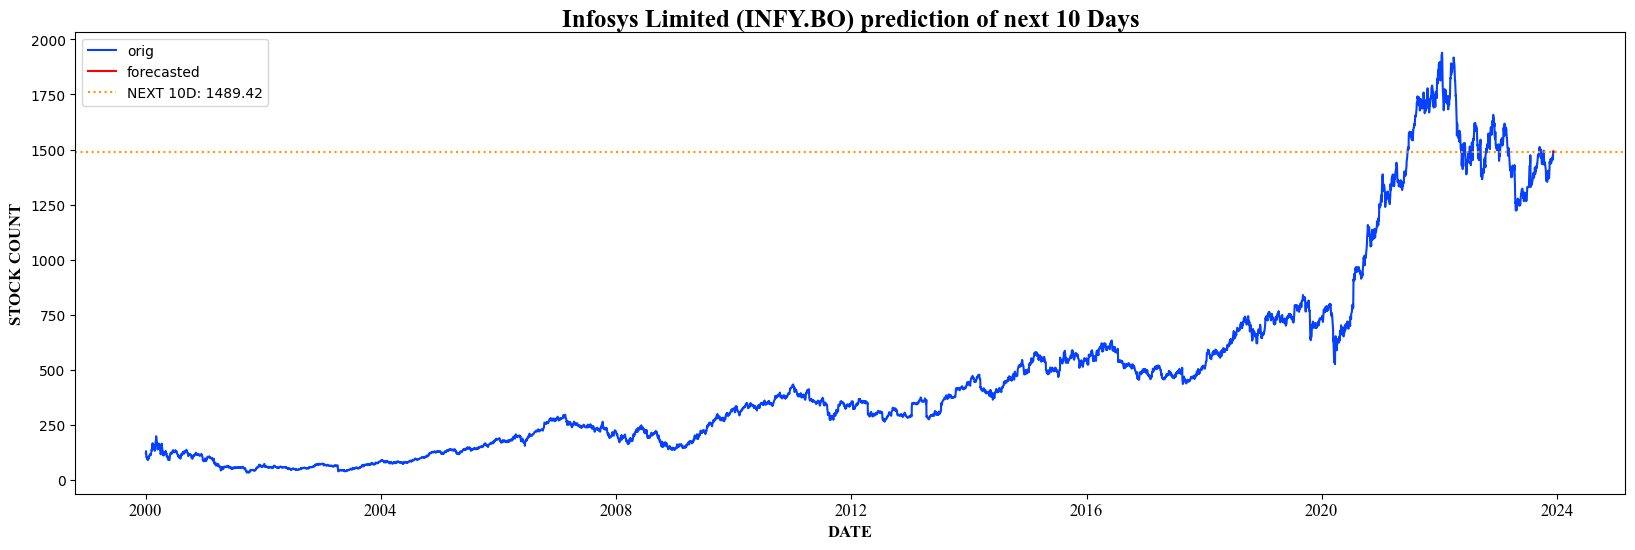 Infosys Limited (INFY.BO) prediction of next 10 Days
orig
forecasted
NEXT 10D: 1489.42
STOCK COUNT
2000
1750
1500
1250
1000
750
500
250
0
2000 2004 2008 2012 2016 2020 2024
DATE